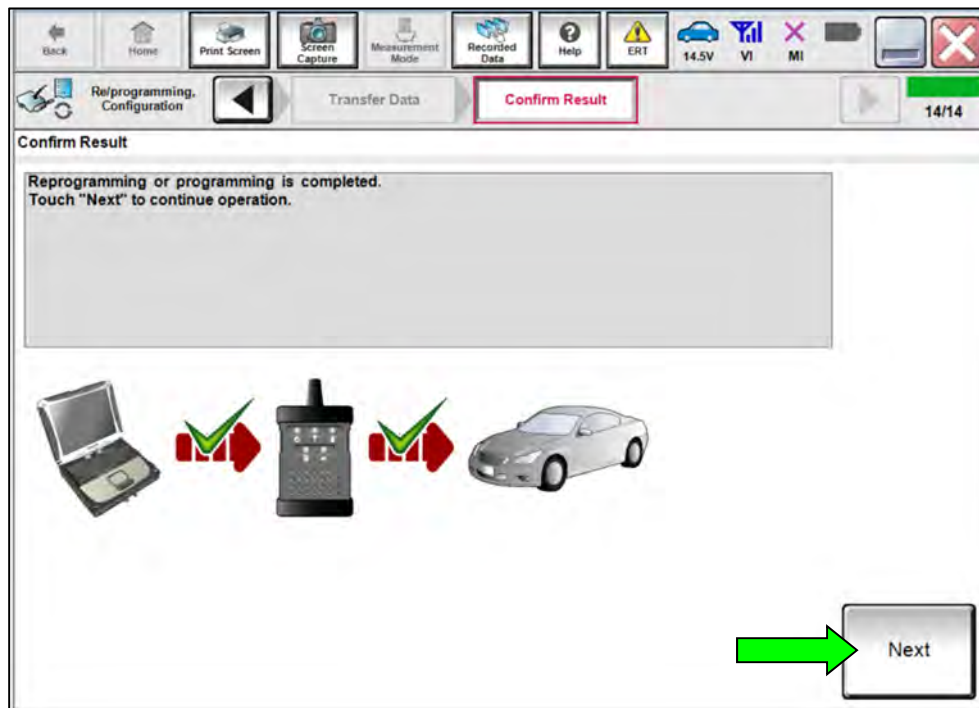 Back
Home
Print Screen
Screen
Capture
Measurement
Mode
Recorded
Data
Help
ERT
14.5V
VI
MI
Re/programming,
Configuration
Transfer Data
Confirm Result
14/14
Confirm Result
Reprogramming or programming is completed.
Touch "Next" to continue operation.
Next